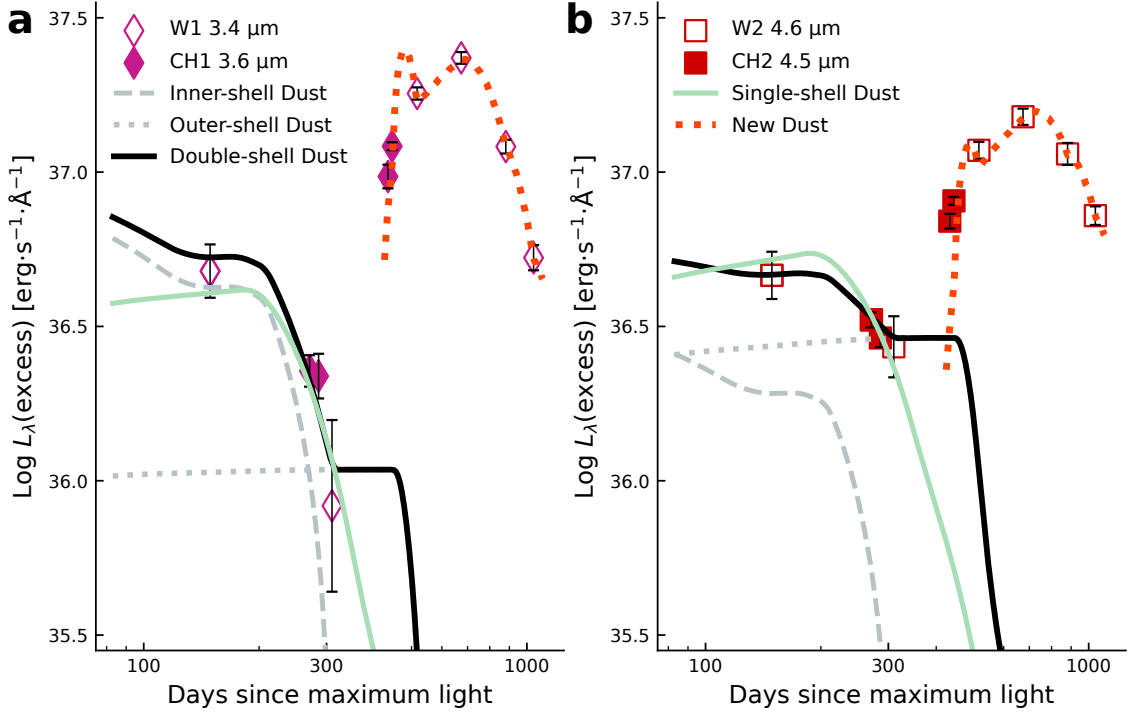 a
W1 3.4 μm
CH1 3.6 μm
Inner-shell Dust
Outer-shell Dust
Double-shell Dust
37.5
37.0
36.5
36.0
35.5
Log Lλ(excess) [erg·s⁻¹·Å⁻¹]
100
300
1000
Days since maximum light
b
W2 4.6 μm
CH2 4.5 μm
Single-shell Dust
New Dust
37.5
37.0
36.5
36.0
35.5
Log Lλ(excess) [erg·s⁻¹·Å⁻¹]
100
300
1000
Days since maximum light